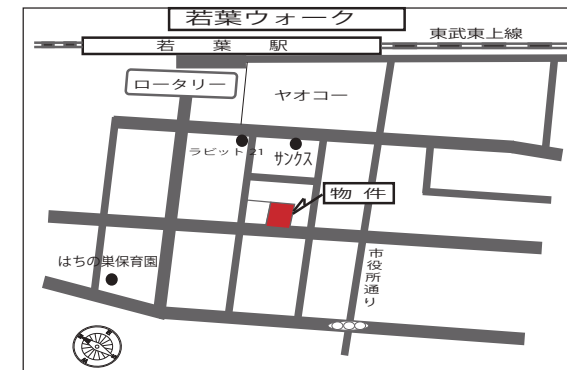 若葉ウォーク
東武東上線
若葉駅
ロータリー
ヤオコー
ラビット21
サンクス
物件
はちの巣保育園
市役所通り